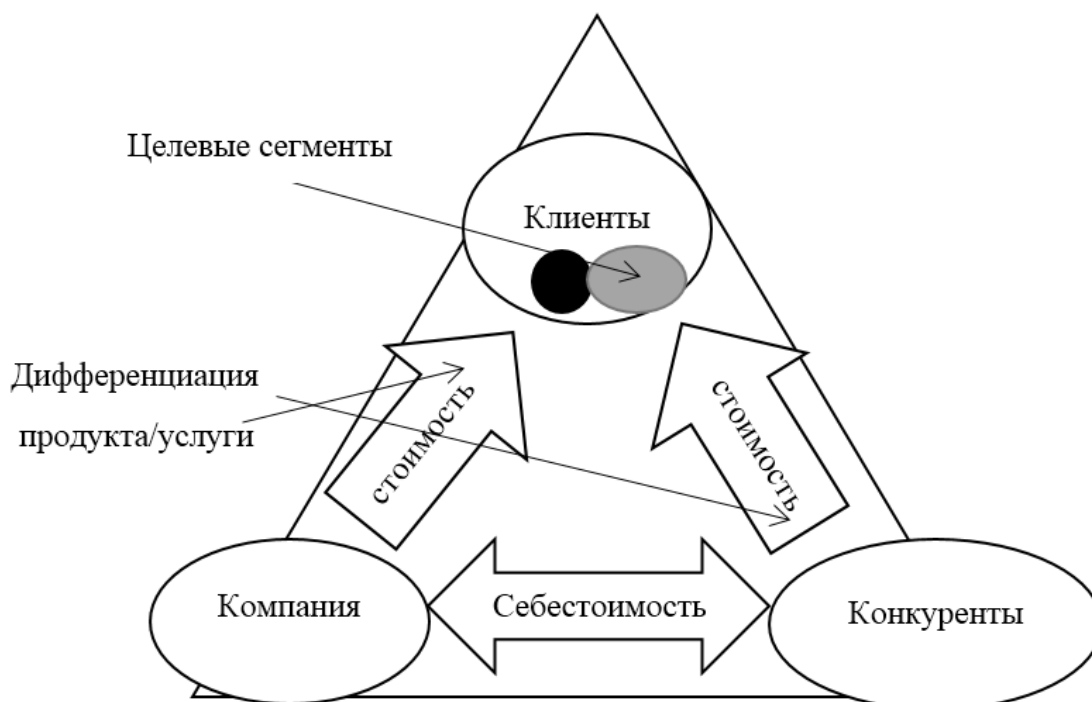 Целевые сегменты
Клиенты
Дифференциация
продукта/услуги
стоимость
стоимость
Компания
Себестоимость
Конкуренты